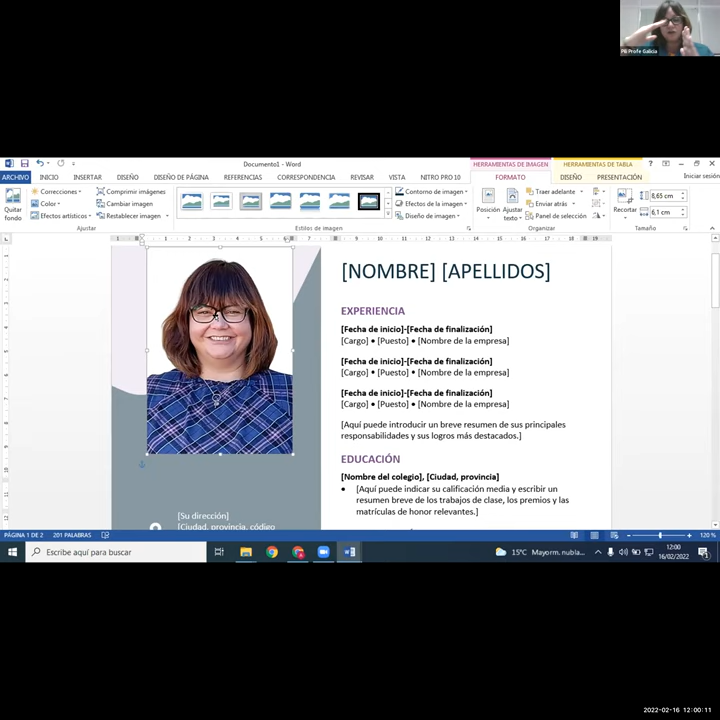 Pili Profe Galicia
Documento1 - Word
HERRAMIENTAS DE IMAGEN
HERRAMIENTAS DE TABLA
ARCHIVO INICIO INSERTAR DISEÑO DISEÑO DE PÁGINA REFERENCIAS CORRESPONDENCIA REVISAR VISTA NITRO PRO 10 FORMATO DISEÑO PRESENTACIÓN Iniciar sesión
Quitar fondo
Correcciones
Color
Efectos artísticos
Comprimir imágenes
Cambiar imagen
Restablecer imagen
Ajustar
Estilos de imagen
Contorno de imagen
Efectos de la imagen
Diseño de imagen
Posición
Ajustar texto
Traer adelante
Enviar atrás
Panel de selección
Organizar
Recortar
8,65 cm
6,1 cm
Tamaño
[NOMBRE] [APELLIDOS]
EXPERIENCIA
[Fecha de inicio]-[Fecha de finalización]
[Cargo] • [Puesto] • [Nombre de la empresa]
[Fecha de inicio]-[Fecha de finalización]
[Cargo] • [Puesto] • [Nombre de la empresa]
[Fecha de inicio]-[Fecha de finalización]
[Cargo] • [Puesto] • [Nombre de la empresa]
[Aquí puede introducir un breve resumen de sus principales
responsabilidades y sus logros más destacados.]
EDUCACIÓN
[Nombre del colegio], [Ciudad, provincia]
• [Aquí puede indicar su calificación media y escribir un
resumen breve de los trabajos de clase, los premios y las
matrículas de honor relevantes.]
[Su dirección]
[Ciudad, provincia, código
PÁGINA 1 DE 2 201 PALABRAS 120 %
Escribe aquí para buscar
15°C Mayorm. nubla...
12:00
16/02/2022
2022-02-16 12:00:11